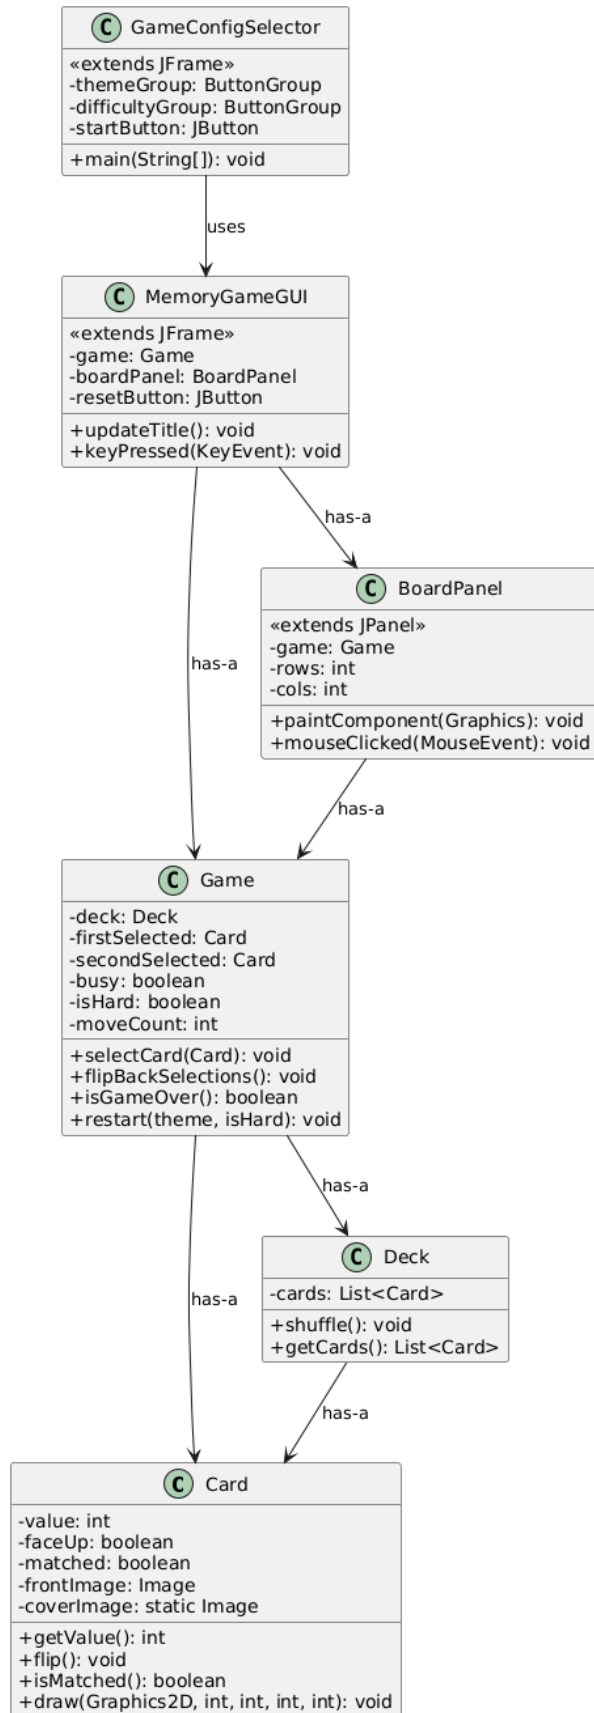 C GameConfigSelector
«extends JFrame»
-themeGroup: ButtonGroup
-difficultyGroup: ButtonGroup
-startButton: JButton
+main(String[]): void
uses
C MemoryGameGUI
«extends JFrame»
-game: Game
-boardPanel: BoardPanel
-resetButton: JButton
+updateTitle(): void
+keyPressed(KeyEvent): void
has-a
C BoardPanel
«extends JPanel»
-game: Game
-rows: int
-cols: int
+paintComponent(Graphics): void
+mouseClicked(MouseEvent): void
has-a
has-a
C Game
-deck: Deck
-firstSelected: Card
-secondSelected: Card
-busy: boolean
-isHard: boolean
-moveCount: int
+selectCard(Card): void
+flipBackSelections(): void
+isGameOver(): boolean
+restart(theme, isHard): void
has-a
C Deck
-cards: List<Card>
+shuffle(): void
+getCards(): List<Card>
has-a
has-a
C Card
-value: int
-faceUp: boolean
-matched: boolean
-frontImage: Image
-coverImage: static Image
+getValue(): int
+flip(): void
+isMatched(): boolean
+draw(Graphics2D, int, int, int, int): void